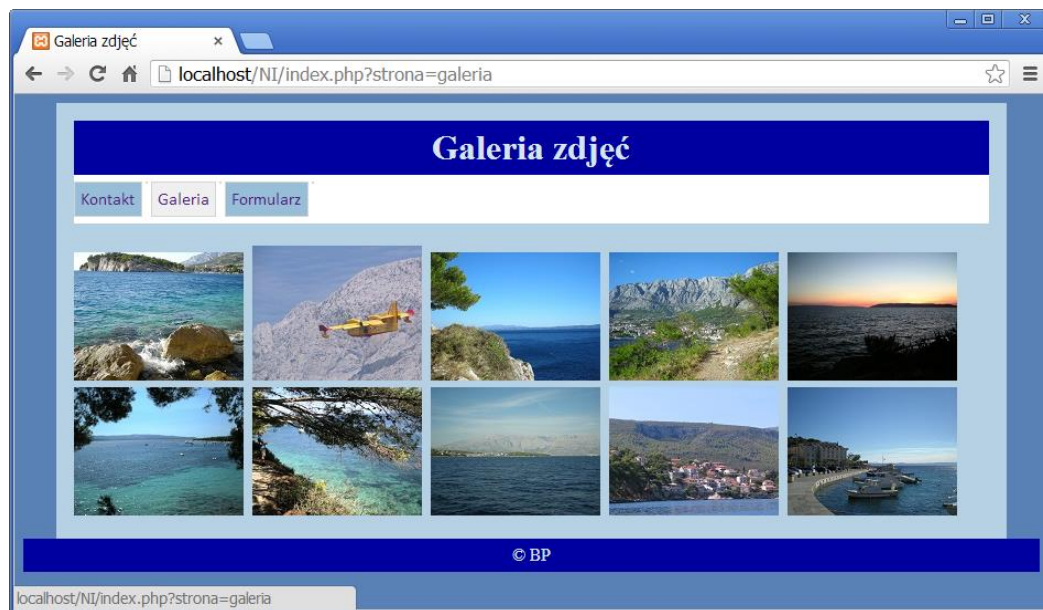 Galeria zdjęć
localhost/NI/index.php?strona=galeria
Galeria zdjęć
Kontakt Galeria Formularz
© BP
localhost/NI/index.php?strona=galeria